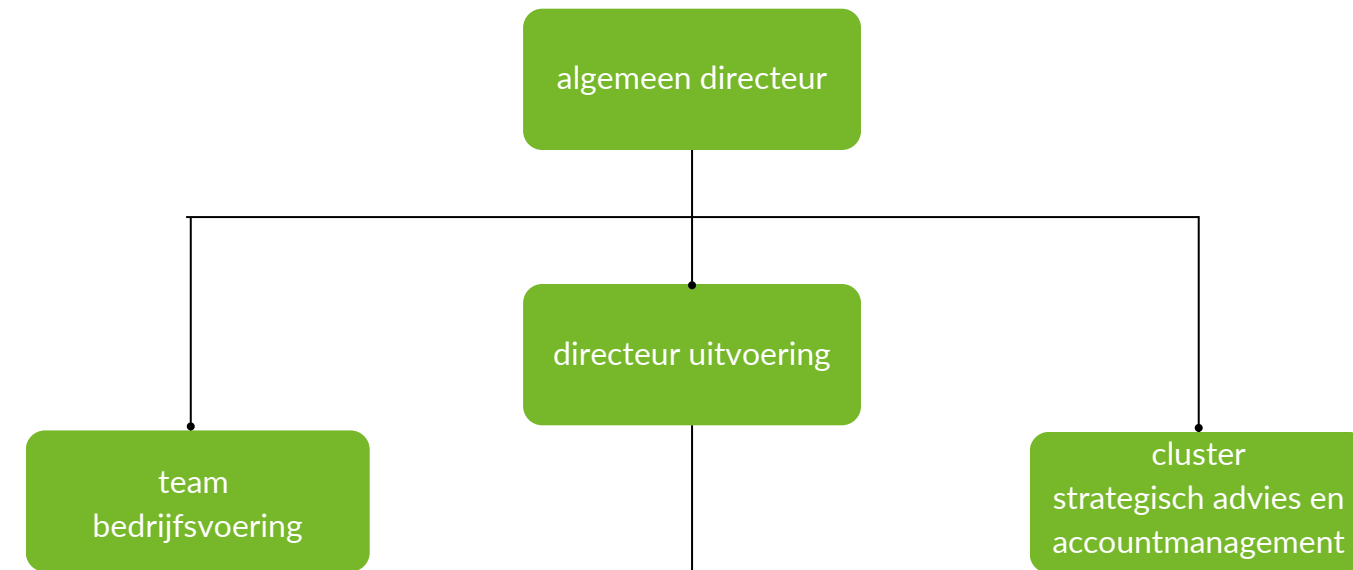 algemeen directeur
directeur uitvoering
team
bedrijfsvoering
cluster
strategisch advies en
accountmanagement